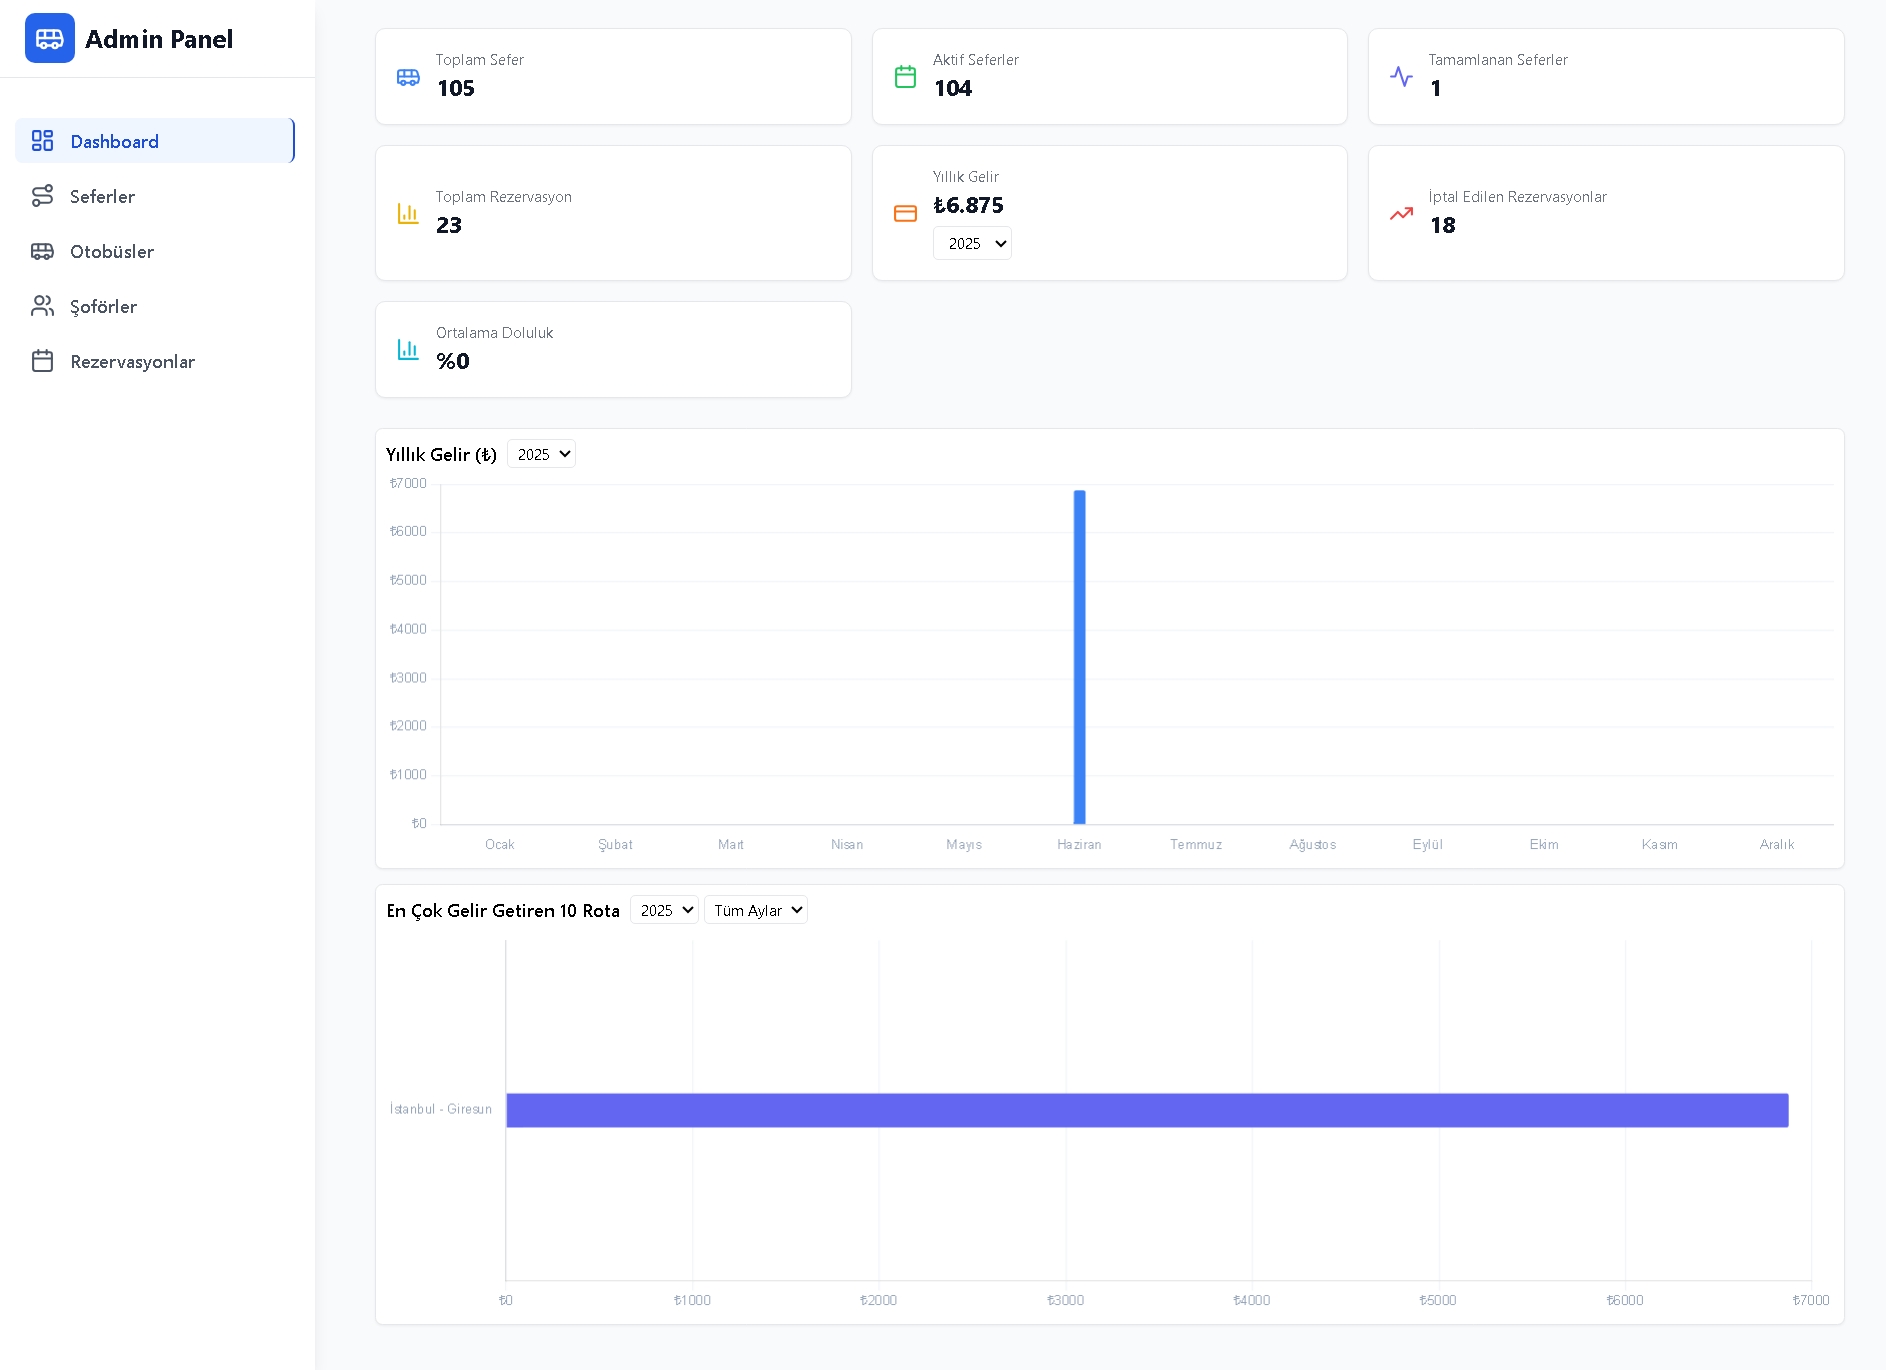 Admin Panel
Dashboard
Seferler
Otobüsler
Şoförler
Rezervasyonlar
Toplam Sefer
105
Aktif Seferler
104
Tamamlanan Seferler
1
Toplam Rezervasyon
23
Yıllık Gelir
₺6.875
2025
İptal Edilen Rezervasyonlar
18
Ortalama Doluluk
%0
Yıllık Gelir (₺) 2025
₺7000
₺6000
₺5000
₺4000
₺3000
₺2000
₺1000
₺0
Ocak Şubat Mart Nisan Mayıs Haziran Temmuz Ağustos Eylül Ekim Kasım Aralık
En Çok Gelir Getiren 10 Rota 2025 Tüm Aylar
İstanbul - Giresun
₺0 ₺1000 ₺2000 ₺3000 ₺4000 ₺5000 ₺6000 ₺7000